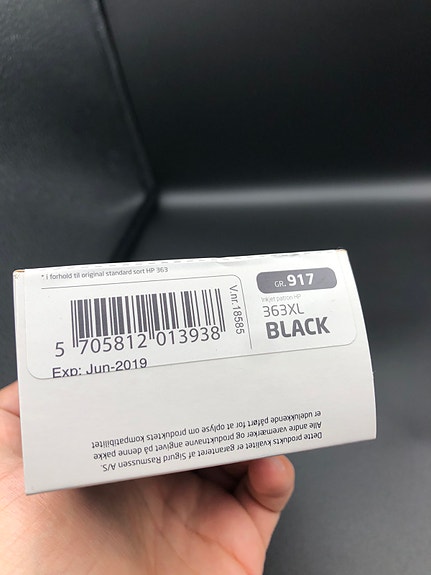 * i forhold til original standard sort HP 363
GR. 917
Inkjet patron HP
363XL
BLACK
V.nr. 18585
5 705812 013938
Exp: Jun-2019
Dette produkts kvalitet er garanteret af Sigurd Rasmussen A/S.
Alle andre varemærker og produktnavne angivet på denne pakke
er udelukkende påført for at oplyse om produktets kompatibilitet